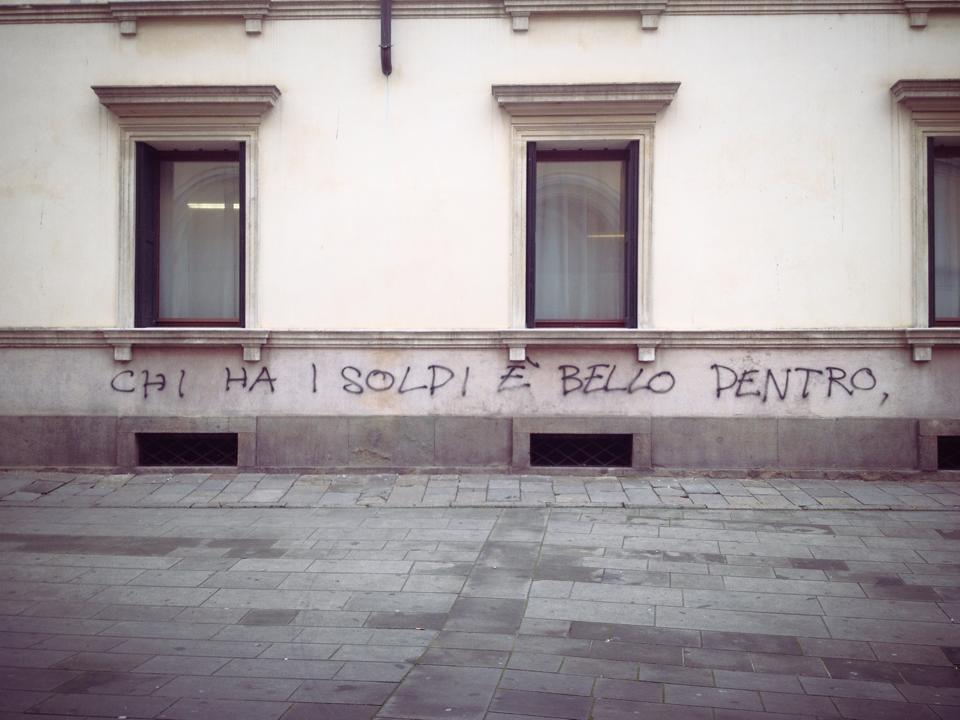 CHI HA I SOLDI È BELLO DENTRO,